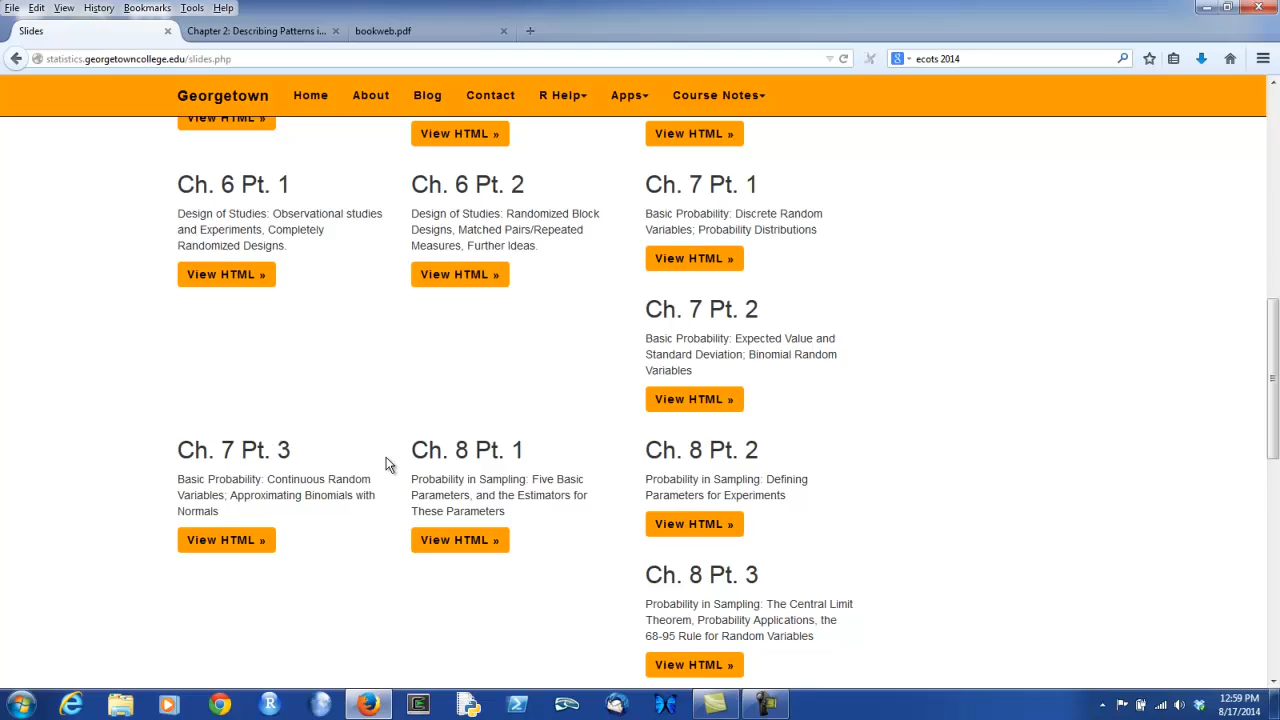 File Edit View History Bookmarks Tools Help
Slides × Chapter 2: Describing Patterns i... × bookweb.pdf ×
statistics.georgetowncollege.edu/slides.php ecots 2014
Georgetown Home About Blog Contact R Help Apps Course Notes
View HTML » View HTML » View HTML »
Ch. 6 Pt. 1
Design of Studies: Observational studies
and Experiments, Completely
Randomized Designs.
View HTML »
Ch. 6 Pt. 2
Design of Studies: Randomized Block
Designs, Matched Pairs/Repeated
Measures, Further Ideas.
View HTML »
Ch. 7 Pt. 1
Basic Probability: Discrete Random
Variables; Probability Distributions
View HTML »
Ch. 7 Pt. 2
Basic Probability: Expected Value and
Standard Deviation; Binomial Random
Variables
View HTML »
Ch. 7 Pt. 3
Basic Probability: Continuous Random
Variables; Approximating Binomials with
Normals
View HTML »
Ch. 8 Pt. 1
Probability in Sampling: Five Basic
Parameters, and the Estimators for
These Parameters
View HTML »
Ch. 8 Pt. 2
Probability in Sampling: Defining
Parameters for Experiments
View HTML »
Ch. 8 Pt. 3
Probability in Sampling: The Central Limit
Theorem, Probability Applications, the
68-95 Rule for Random Variables
View HTML »
12:59 PM
8/17/2014